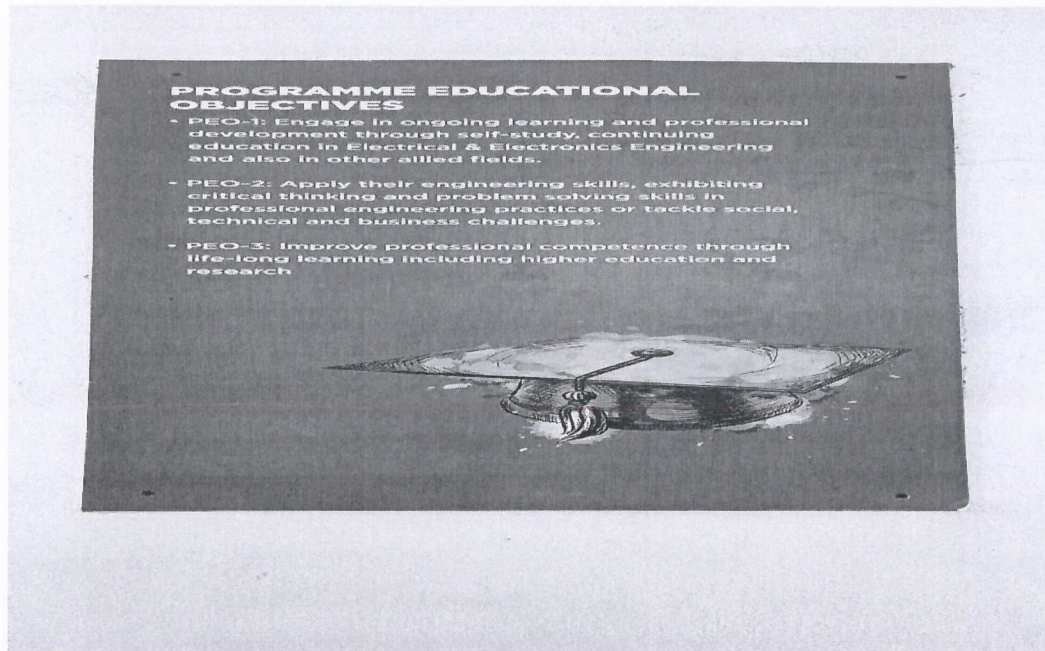 PROGRAMME EDUCATIONAL
OBJECTIVES
• PEO-1: Engage in ongoing learning and professional
development through self-study, continuing
education in Electrical & Electronics Engineering
and also in other allied fields.
• PEO-2: Apply their engineering skills, exhibiting
critical thinking and problem solving skills in
professional engineering practices or tackle social,
technical and business challenges.
• PEO-3: Improve professional competence through
life-long learning including higher education and
research